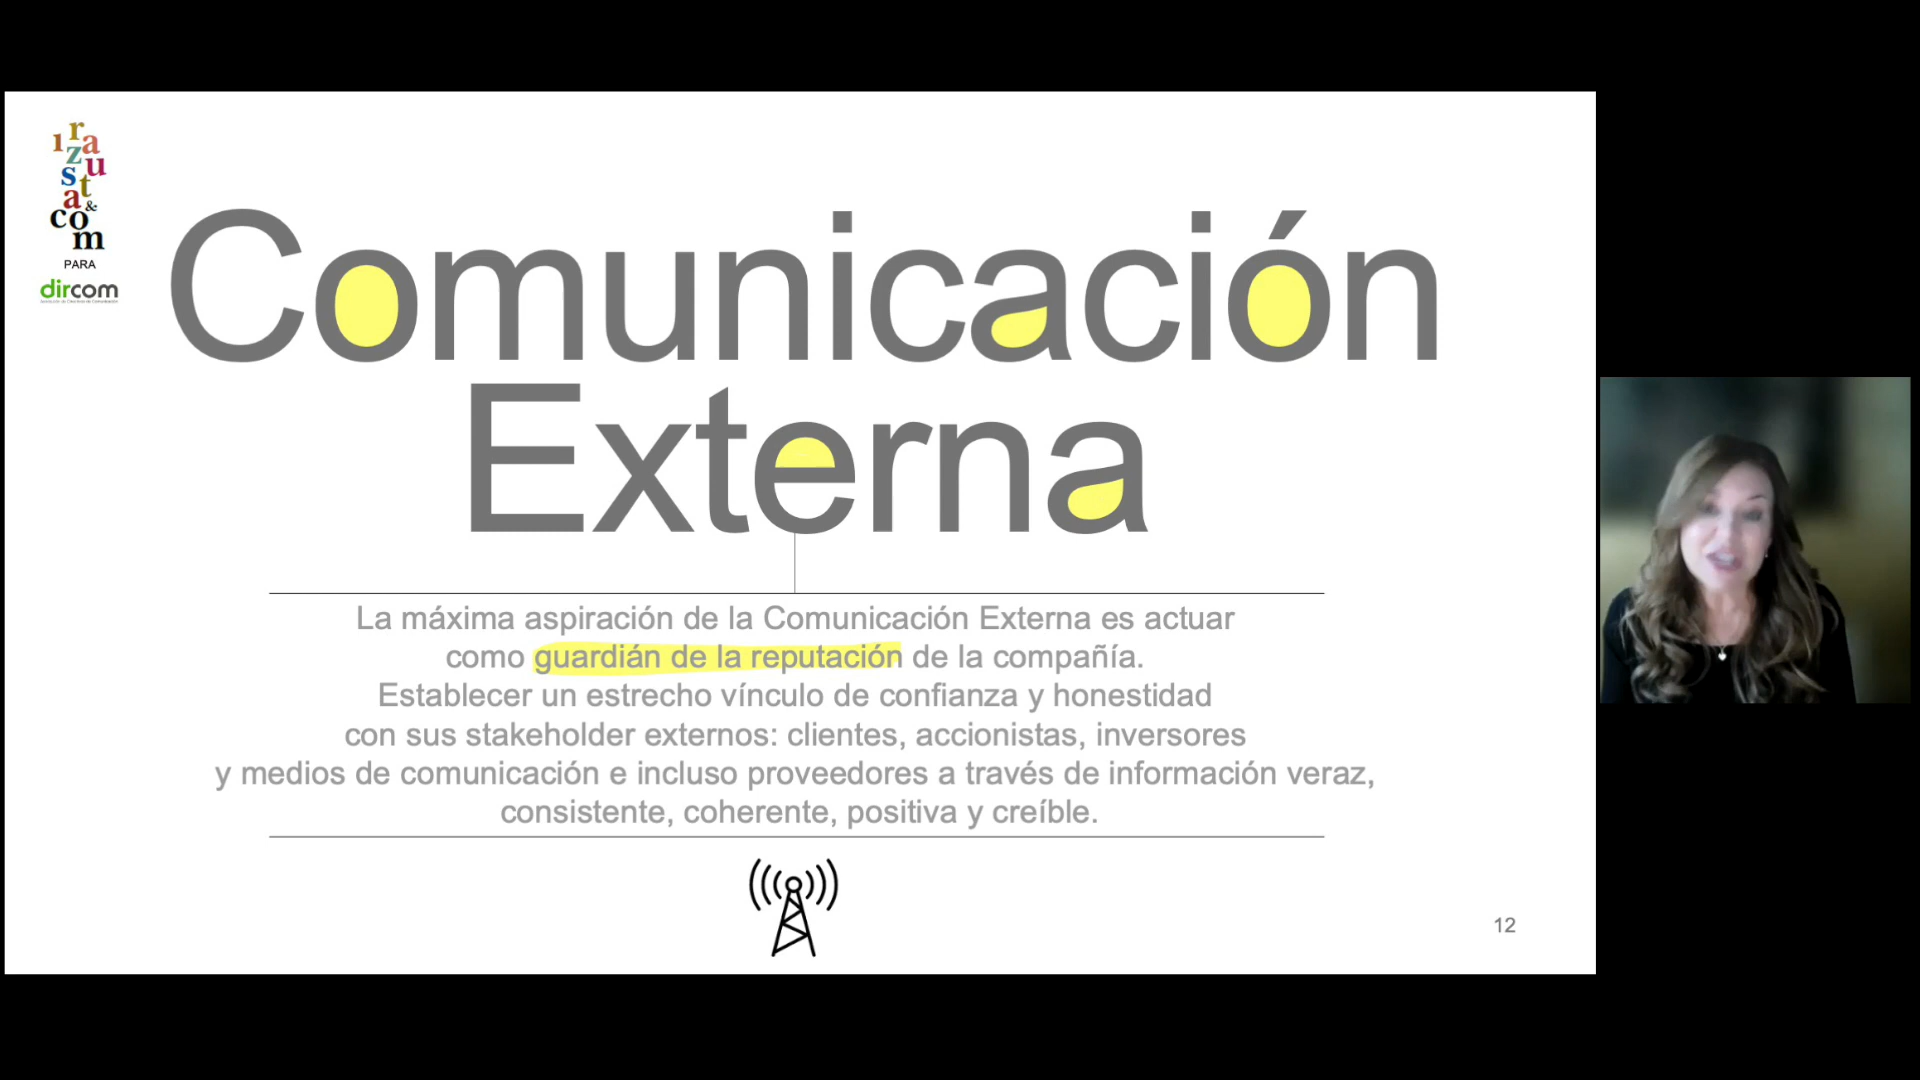 irazusta
&
com
PARA
dircom
Comunicación
Externa
La máxima aspiración de la Comunicación Externa es actuar
como guardián de la reputación de la compañía.
Establecer un estrecho vínculo de confianza y honestidad
con sus stakeholder externos: clientes, accionistas, inversores
y medios de comunicación e incluso proveedores a través de información veraz,
consistente, coherente, positiva y creíble.
12